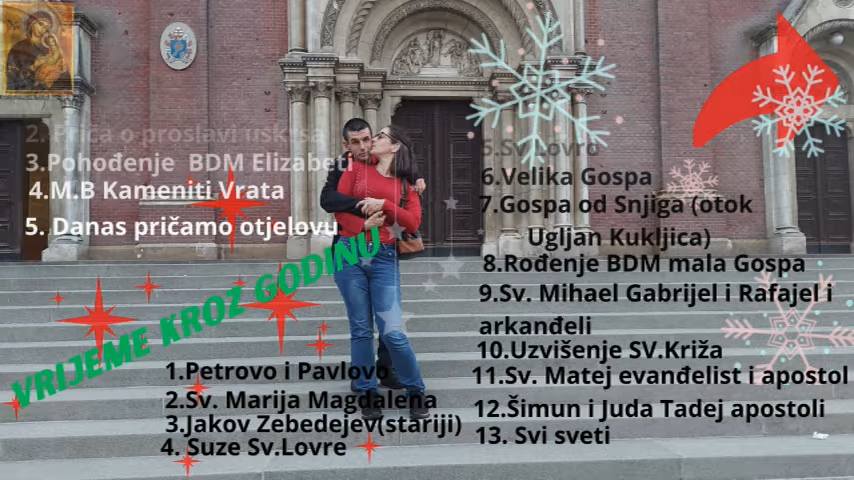 2. Priča o proslavi uskrsa
3.Pohođenje BDM Elizabeti
4.M.B Kameniti Vrata
5. Danas pričamo otjelovu
VRIJEME KROZ GODINU
1.Petrovo i Pavlovo
2.Sv. Marija Magdalena
3.Jakov Zebedejev(stariji)
4. Suze Sv.Lovre
5.Sv Lovro
6.Velika Gospa
7.Gospa od Snjiga (otok
Ugljan Kukljica)
8.Rođenje BDM mala Gospa
9.Sv. Mihael Gabrijel i Rafajel i
arkanđeli
10.Uzvišenje SV.Križa
11.Sv. Matej evanđelist i apostol
12.Šimun i Juda Tadej apostoli
13. Svi sveti